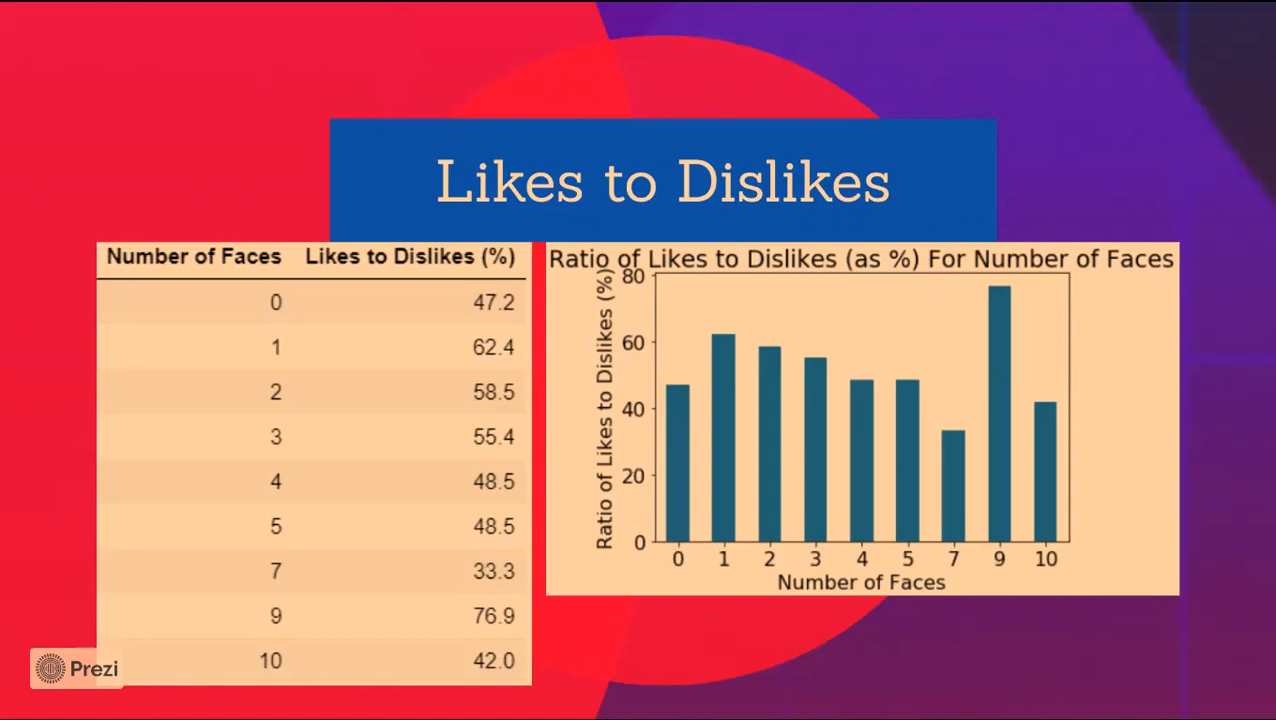 Likes to Dislikes
Number of Faces Likes to Dislikes (%)
0 47.2
1 62.4
2 58.5
3 55.4
4 48.5
5 48.5
7 33.3
9 76.9
10 42.0
Ratio of Likes to Dislikes (as %) For Number of Faces
Ratio of Likes to Dislikes (%)
80
60
40
20
0
0 1 2 3 4 5 7 9 10
Number of Faces
Prezi